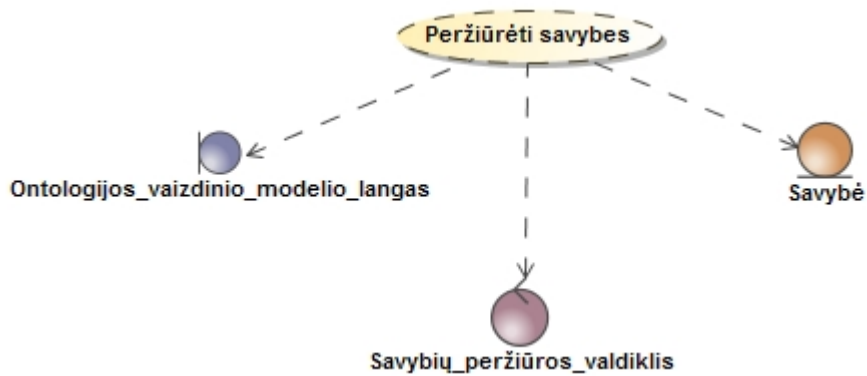 Peržiūrėti savybes
Ontologijos_vaizdinio_modelio_langas
Savybė
Savybių_peržiūros_valdiklis